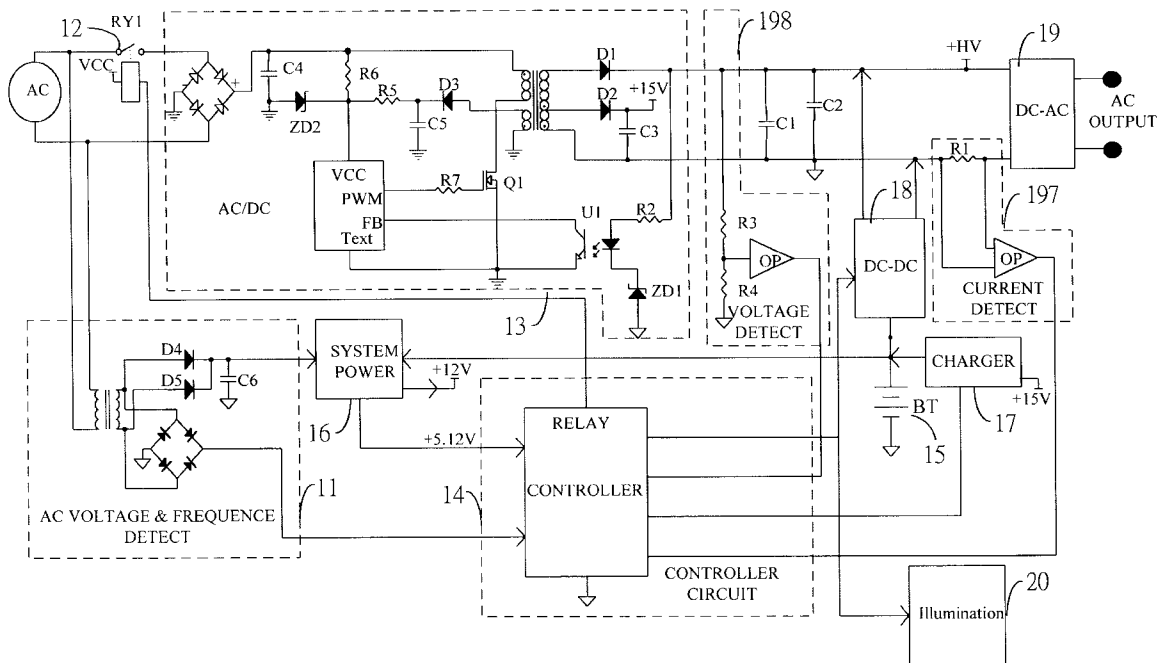 12
RY1
VCC
AC
C4
R6
R5
D3
ZD2
C5
D1
D2
+15V
C3
198
+HV
19
C1
C2
DC-AC
AC
OUTPUT
R1
197
18
DC-DC
OP
CURRENT
DETECT
AC/DC
VCC
PWM
FB
Text
R7
Q1
U1
R2
ZD1
R3
R4
OP
VOLTAGE
DETECT
13
D4
D5
C6
SYSTEM
POWER
+12V
16
+5.12V
CHARGER
+15V
17
BT
15
11
AC VOLTAGE & FREQUENCE
DETECT
14
RELAY
CONTROLLER
CONTROLLER
CIRCUIT
Illumination
20
+